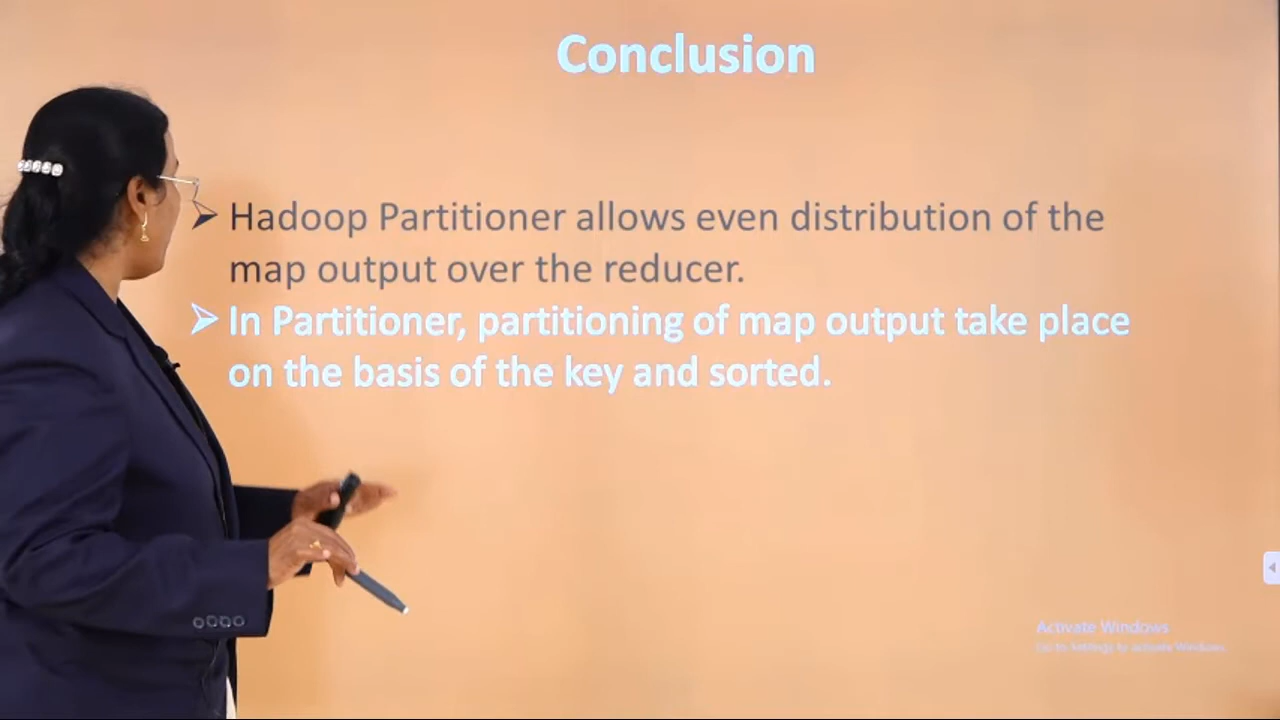 Conclusion
➢ Hadoop Partitioner allows even distribution of the
map output over the reducer.
➢ In Partitioner, partitioning of map output take place
on the basis of the key and sorted.
Activate Windows
Go to Settings to activate Windows.